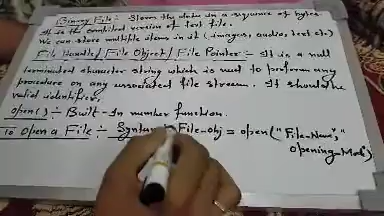 Binary File :- Stores the data in a sequence of bytes.
It is the compiled version of text file.
We can store multiple items in it (images, audio, text etc)
File Handle / File Object / File Pointer :- It is a null
terminated character string which is used to perform any
procedure on any associated file stream. It should be
valid identifier.
open() :- Built-In number function.
To open a File :- Syntax File_obj = open("File-Name",
Opening-Mode)